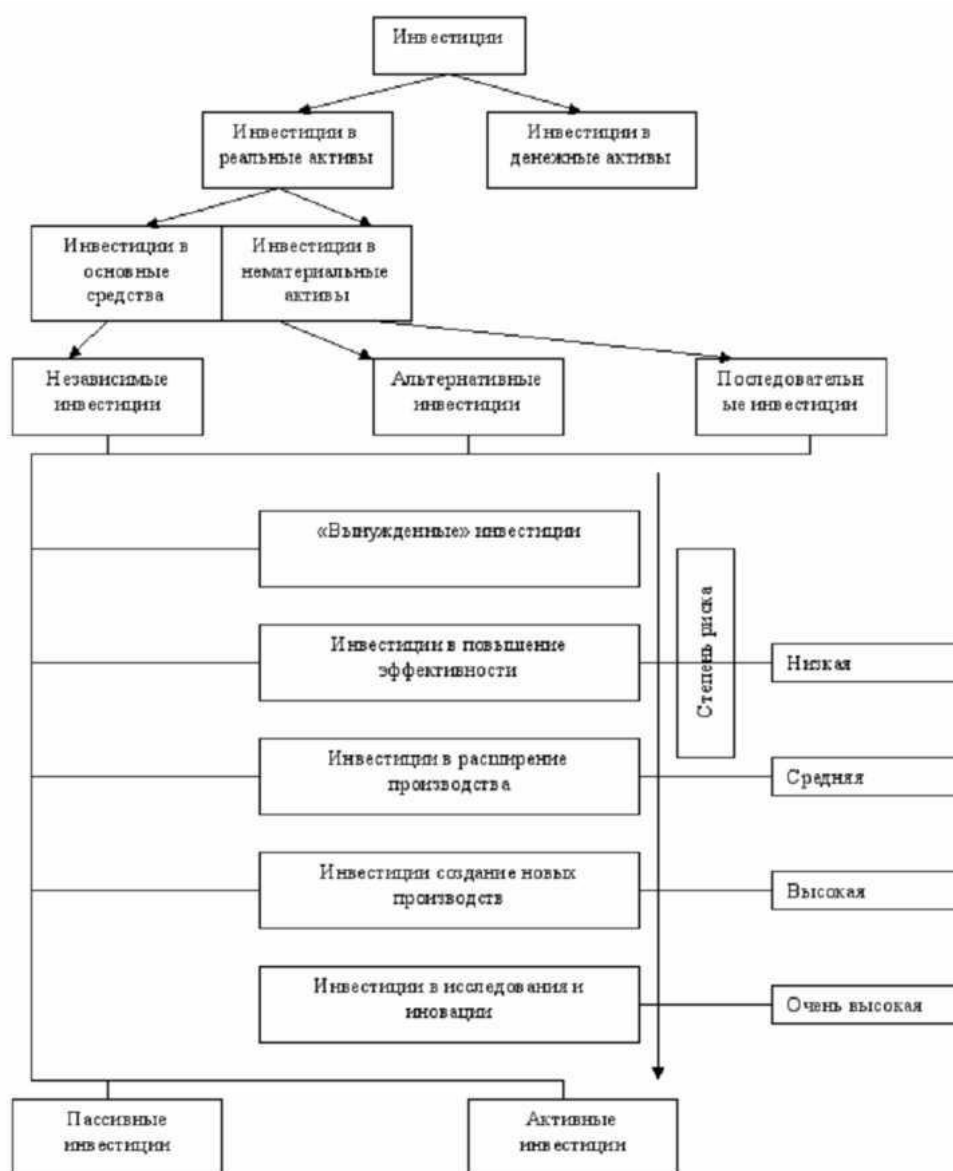 Инвестиции
Инвестиции в
реальные активы
Инвестиции в
денежные активы
Инвестиции в
основные
средства
Инвестиции в
нематериальные
активы
Независимые
инвестиции
Альтернативные
инвестиции
Последовательн
ые инвестиции
«Вынужденные» инвестиции
Степень риска
Инвестиции в повышение
эффективности
Низкая
Инвестиции в расширение
производства
Средняя
Инвестиции создание новых
производств
Высокая
Инвестиции в исследования и
иновации
Очень высокая
Пассивные
инвестиции
Активные
инвестиции